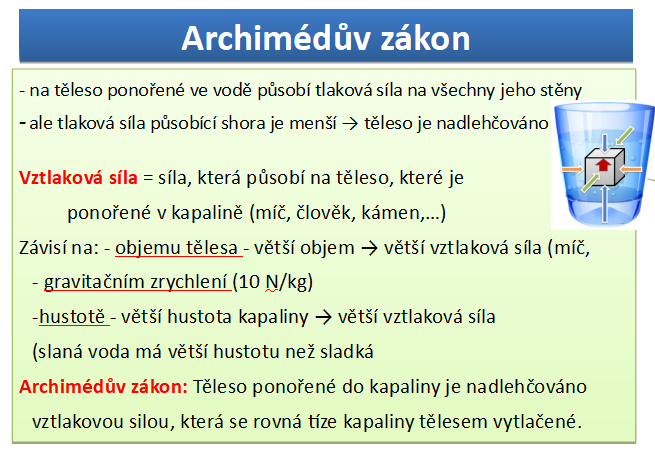 Archimédův zákon
- na těleso ponořené ve vodě působí tlaková síla na všechny jeho stěny
- ale tlaková síla působící shora je menší → těleso je nadlehčováno
Vztlaková síla = síla, která působí na těleso, které je
ponořené v kapalině (míč, člověk, kámen,...)
Závisí na: - objemu tělesa - větší objem → větší vztlaková síla (míč,
- gravitačním zrychlení (10 N/kg)
-hustotě - větší hustota kapaliny → větší vztlaková síla
(slaná voda má větší hustotu než sladká
Archimédův zákon: Těleso ponořené do kapaliny je nadlehčováno
vztlakovou silou, která se rovná tíze kapaliny tělesem vytlačené.